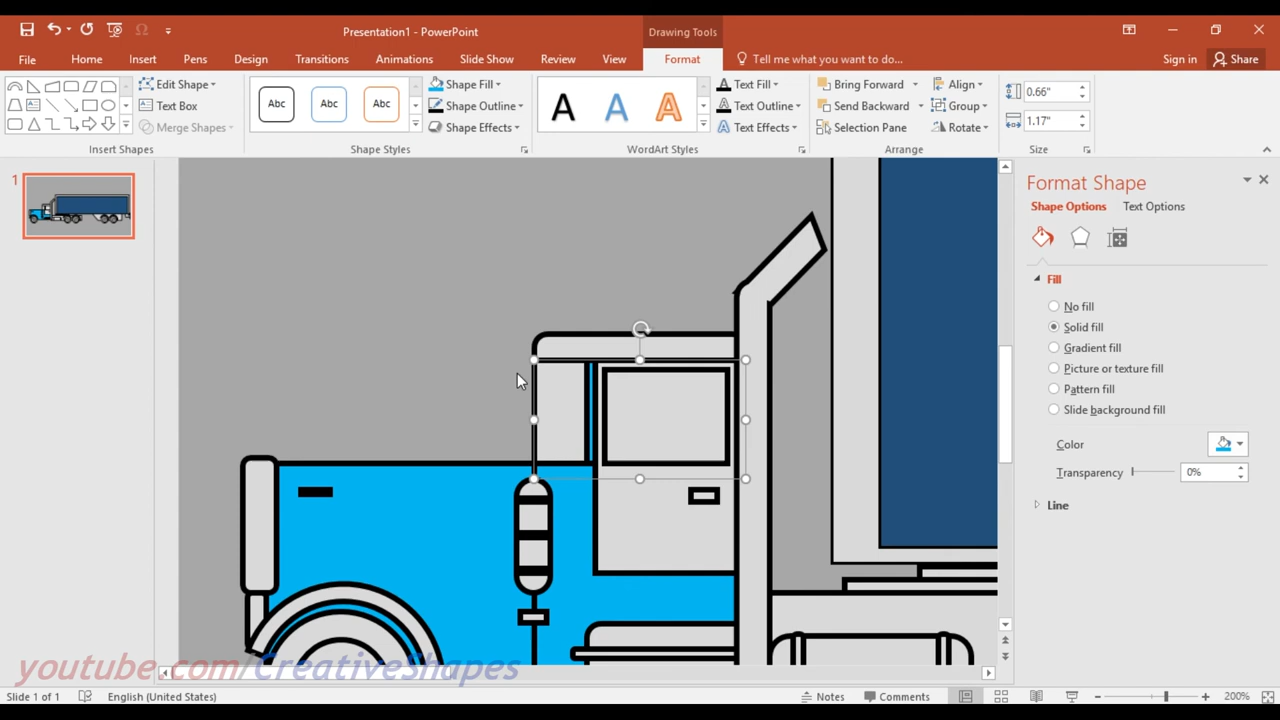 Presentation1 - PowerPoint
Drawing Tools
File Home Insert Pens Design Transitions Animations Slide Show Review View Format Tell me what you want to do... Sign in Share
Edit Shape
Text Box
Merge Shapes
Insert Shapes
Abc Abc Abc
Shape Fill
Shape Outline
Shape Effects
Shape Styles
A A A
Text Fill
Text Outline
Text Effects
WordArt Styles
Bring Forward
Send Backward
Selection Pane
Align
Group
Rotate
Arrange
0.66"
1.17"
Size
1
Format Shape
Shape Options Text Options
Fill
No fill
Solid fill
Gradient fill
Picture or texture fill
Pattern fill
Slide background fill
Color
Transparency 0%
Line
youtube.com/CreativeShapes
Slide 1 of 1 English (United States) Notes Comments 200%